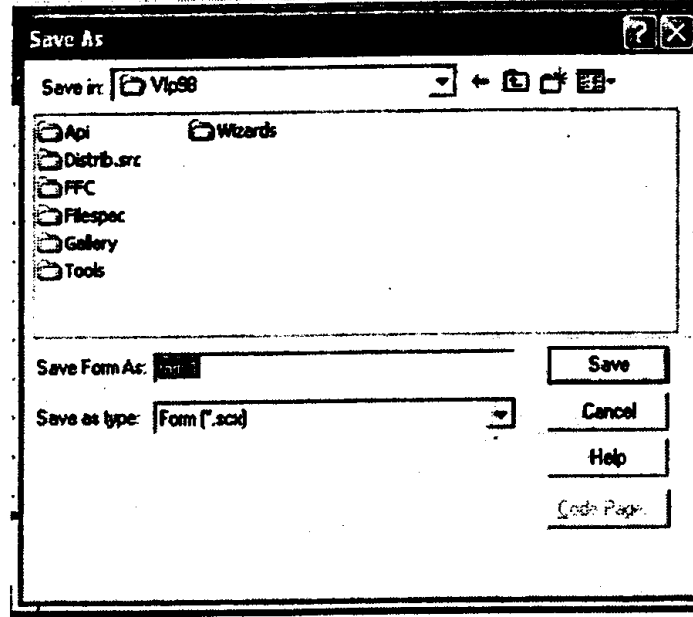 Save As
Save in: Vfp98
Api
Wizards
Distrib.src
FFC
Filespec
Gallery
Tools
Save Form As:
Save
Save as type: Form (*.scx)
Cancel
Help
Code Page.